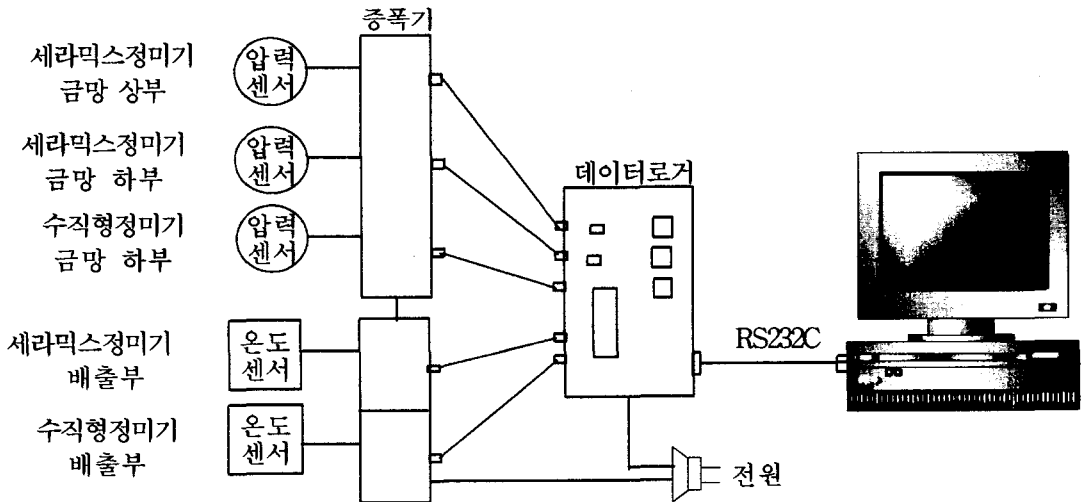 증폭기
세라믹스정미기
금망 상부
압력
센서
세라믹스정미기
금망 하부
압력
센서
수직형정미기
금망 하부
압력
센서
데이터로거
RS232C
세라믹스정미기
배출부
온도
센서
수직형정미기
배출부
온도
센서
전원